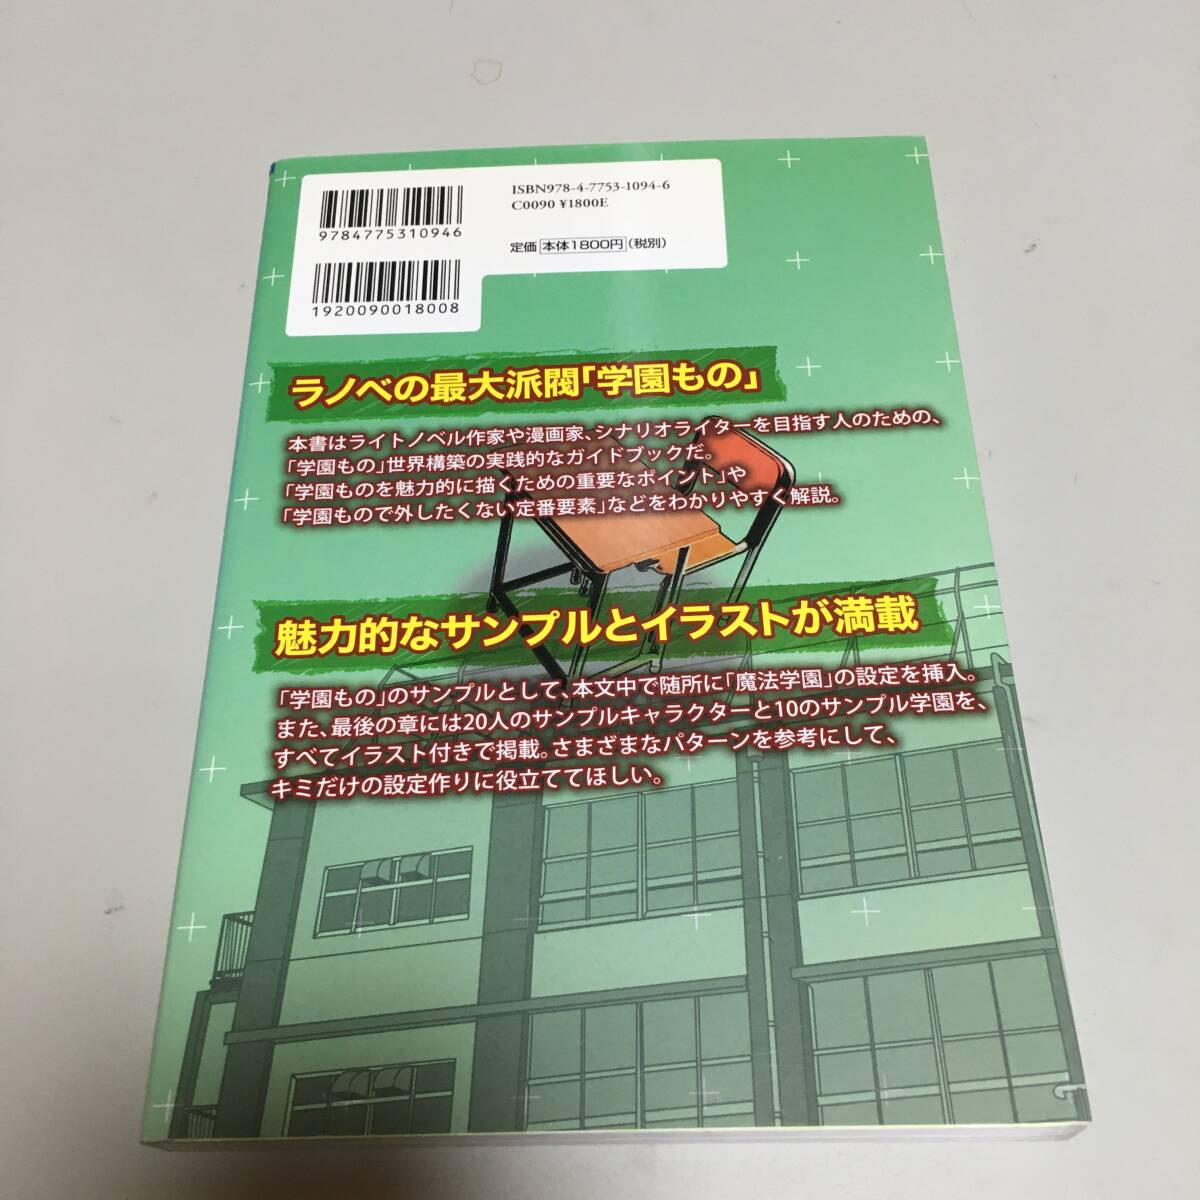 ISBN978-4-7753-1094-6
C0090 ¥1800E
定価 本体1800円 (税別)
9784775310946
1920090018008
ラノベの最大派閥「学園もの」
本書はライトノベル作家や漫画家、シナリオライターを目指す人のための、
「学園もの」世界構築の実践的なガイドブックだ。
「学園ものを魅力的に描くための重要なポイント」や
「学園もので外したくない定番要素」などをわかりやすく解説。
魅力的なサンプルとイラストが満載
「学園もの」のサンプルとして、本文中で随所に「魔法学園」の設定を挿入。
また、最後の章には20人のサンプルキャラクターと10のサンプル学園を、
すべてイラスト付きで掲載。さまざまなパターンを参考にして、
キミだけの設定作りに役立ててほしい。